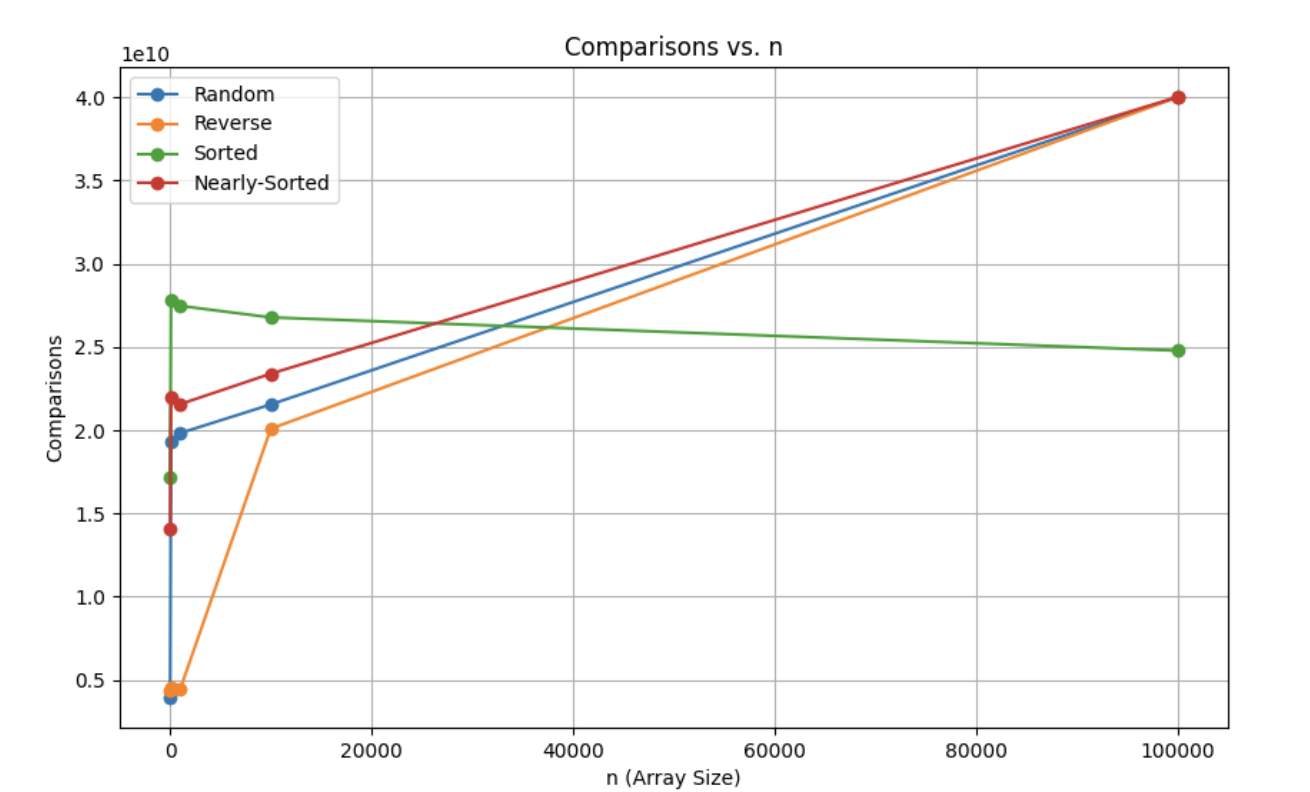 Comparisons vs. n
1e10
Random
Reverse
Sorted
Nearly-Sorted
4.0
3.5
3.0
2.5
2.0
1.5
1.0
0.5
Comparisons
0 20000 40000 60000 80000 100000
n (Array Size)